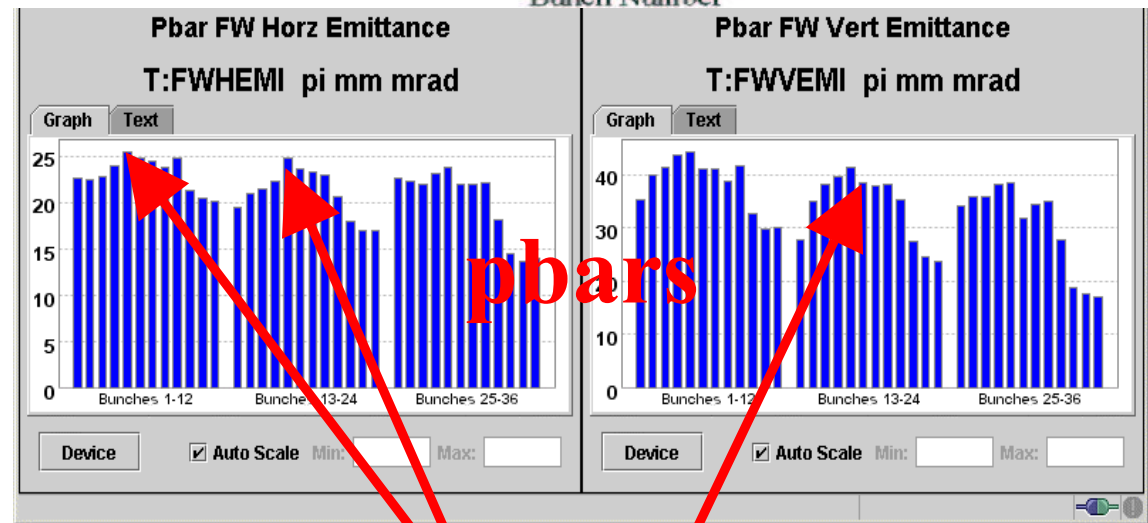 Bunch Number
Pbar FW Horz Emittance
T:FWHEMI pi mm mrad
Graph Text
25
20
15
10
5
0
Bunches 1-12 Bunches 13-24 Bunches 25-36
Device Auto Scale Min: Max:
Pbar FW Vert Emittance
T:FWVEMI pi mm mrad
Graph Text
40
30
20
10
0
Bunches 1-12 Bunches 13-24 Bunches 25-36
Device Auto Scale Min: Max:
pbars